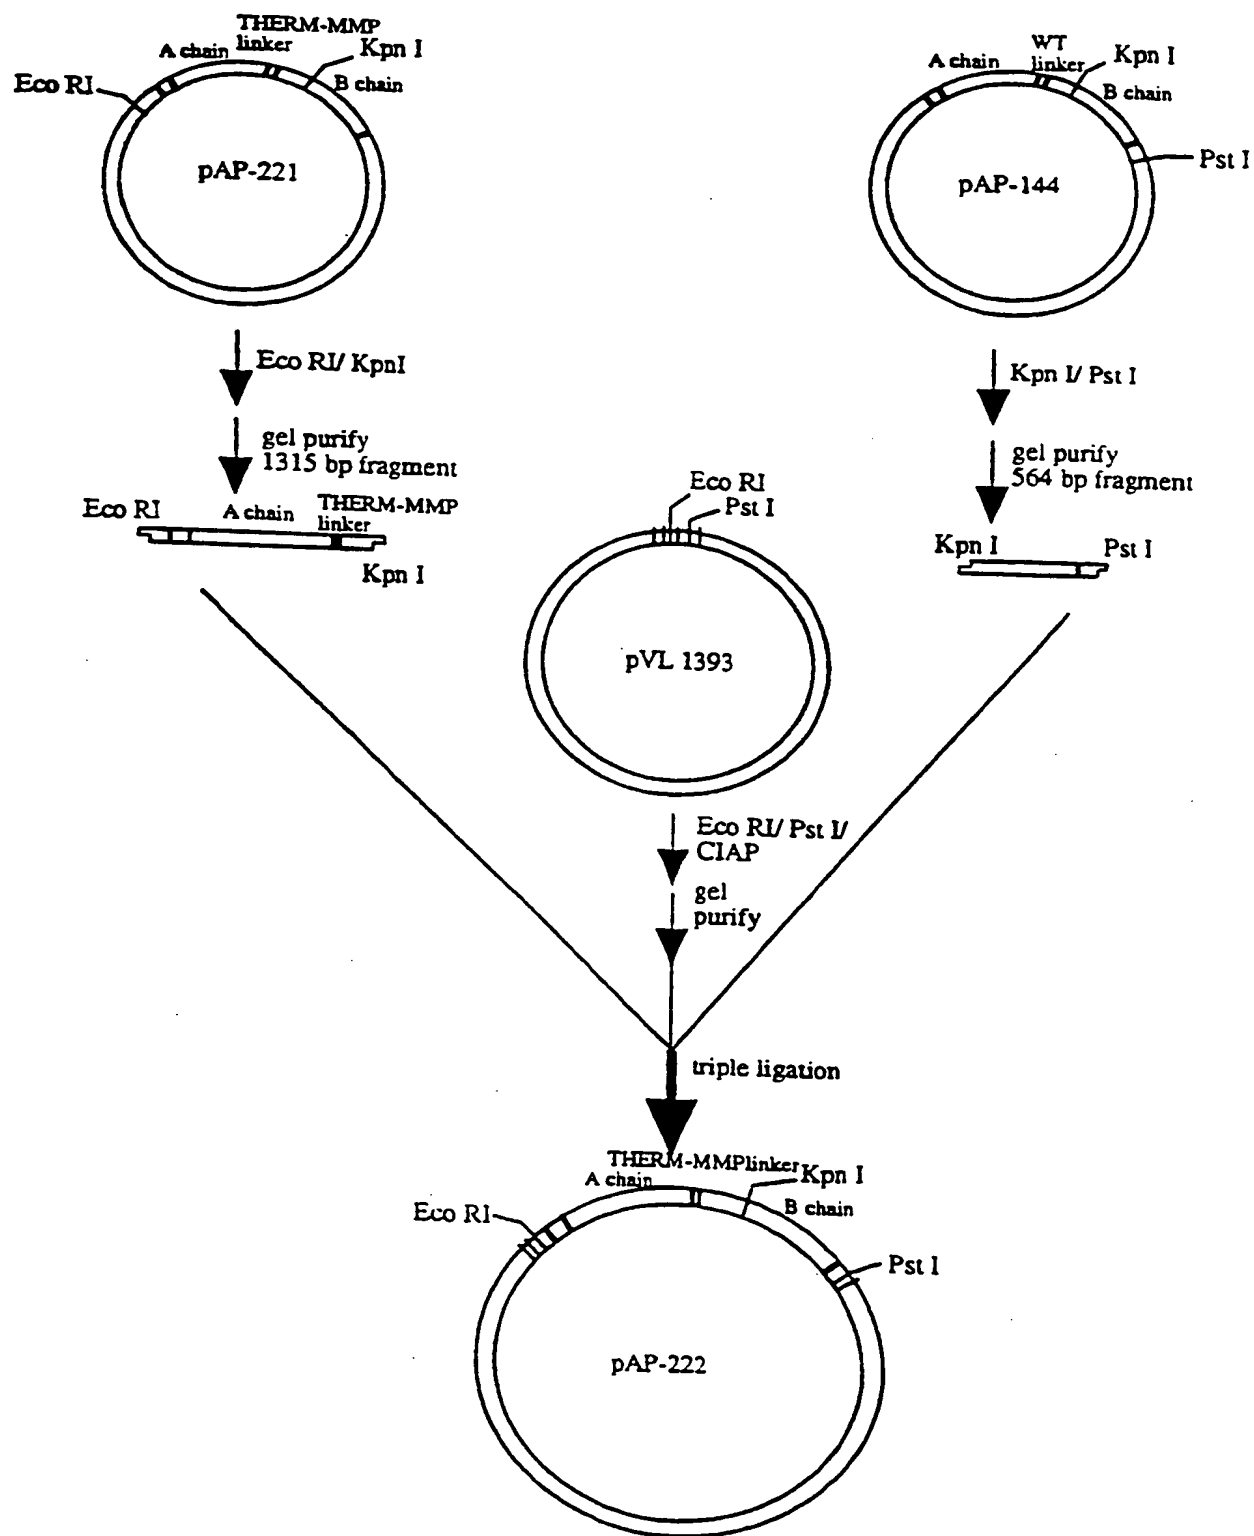 THERM-MMP
linker
A chain
Kpn I
Eco RI
B chain
pAP-221
WT
linker
A chain
Kpn I
B chain
Pst I
pAP-144
Eco RI/ KpnI
gel purify
1315 bp fragment
Kpn I/ Pst I
gel purify
564 bp fragment
Eco RI
A chain
THERM-MMP
linker
Kpn I
Eco RI
Pst I
pVL 1393
Kpn I
Pst I
Eco RI/ Pst I/
CIAP
gel
purify
triple ligation
THERM-MMPlinker
A chain
Kpn I
Eco RI
B chain
Pst I
pAP-222